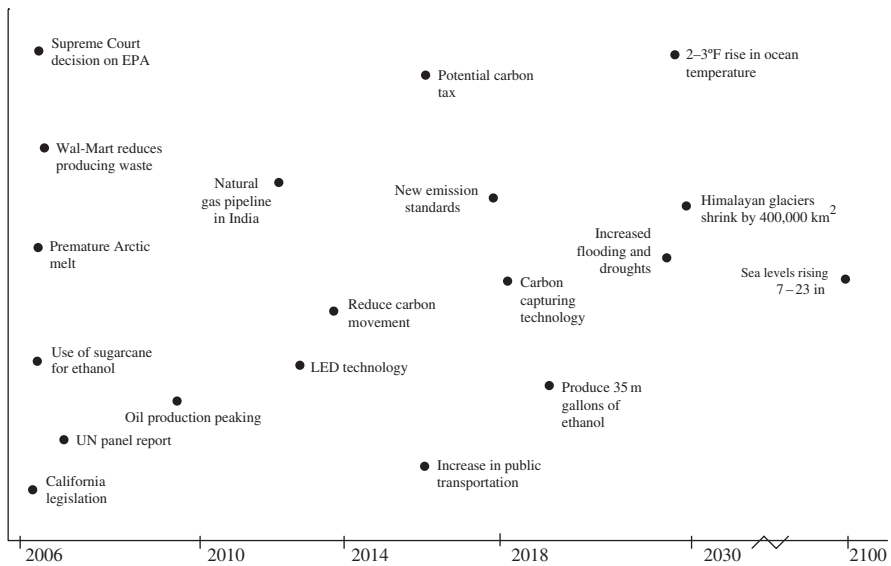 Supreme Court
decision on EPA
Potential carbon
tax
2–3ºF rise in ocean
temperature
Wal-Mart reduces
producing waste
Natural
gas pipeline
in India
New emission
standards
Himalayan glaciers
shrink by 400,000 km2
Increased
flooding and
droughts
Premature Arctic
melt
Sea levels rising
7–23 in
Carbon
capturing
technology
Reduce carbon
movement
Use of sugarcane
for ethanol
LED technology
Produce 35 m
gallons of
ethanol
Oil production peaking
UN panel report
Increase in public
transportation
California
legislation
2006
2010
2014
2018
2030
2100